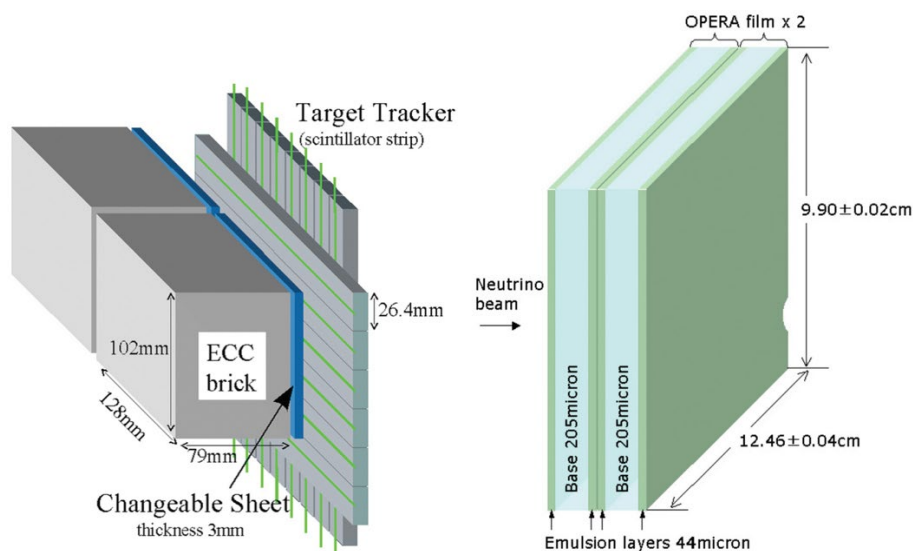 Target Tracker
(scintillator strip)
26.4mm
102mm
ECC
brick
128mm
79mm
Changeable Sheet
thickness 3mm
OPERA film x 2
9.90±0.02cm
Neutrino
beam
Base 205micron
Base 205micron
12.46±0.04cm
Emulsion layers 44micron